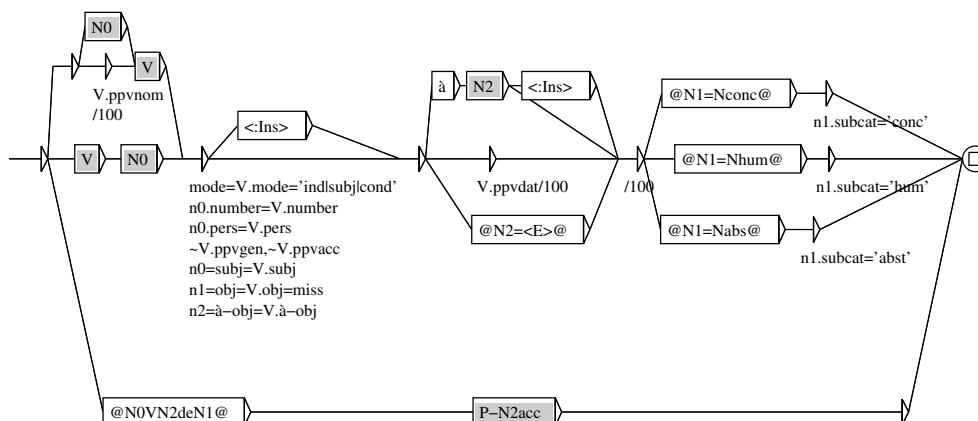 N0
V
V.ppvnom
/100
V
N0
<:Ins>
mode=V.mode='ind|subj|cond'
n0.number=V.number
n0.pers=V.pers
~V.ppvgen,~V.ppvacc
n0=subj=V.subj
n1=obj=V.obj=miss
n2=à−obj=V.à−obj
à
N2
<:Ins>
V.ppvdat/100
@N2=<E>@
/100
@N1=Nconc@
n1.subcat='conc'
@N1=Nhum@
n1.subcat='hum'
@N1=Nabs@
n1.subcat='abst'
@N0VN2deN1@
P−N2acc